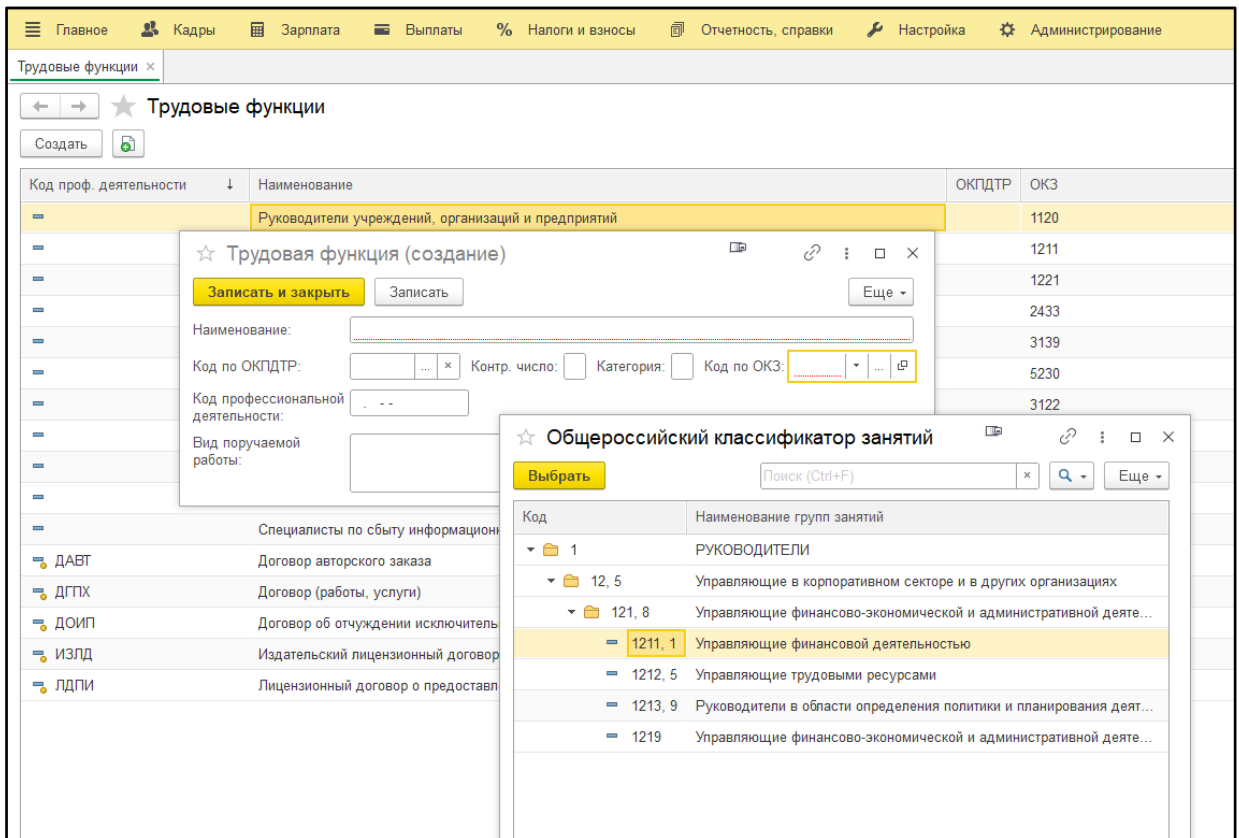 Главное Кадры Зарплата Выплаты % Налоги и взносы Отчетность, справки Настройка Администрирование
Трудовые функции ×
Трудовые функции
Создать
Код проф. деятельности ↓ Наименование ОКПДТР ОКЗ
Руководители учреждений, организаций и предприятий 1120
1211
1221
2433
3139
5230
3122
Трудовая функция (создание)
Записать и закрыть Записать Еще
Наименование:
Код по ОКПДТР: ... × Контр. число: Категория: Код по ОКЗ: ...
Код профессиональной деятельности: . - -
Вид поручаемой
работы:
Общероссийский классификатор занятий
Выбрать Поиск (Ctrl+F) × Еще
Код Наименование групп занятий
1 РУКОВОДИТЕЛИ
12, 5 Управляющие в корпоративном секторе и в других организациях
121, 8 Управляющие финансово-экономической и административной деяте...
1211, 1 Управляющие финансовой деятельностью
1212, 5 Управляющие трудовыми ресурсами
1213, 9 Руководители в области определения политики и планирования деят...
1219 Управляющие финансово-экономической и административной деяте...
Специалисты по сбыту информационн
ДАВТ Договор авторского заказа
ДГПХ Договор (работы, услуги)
ДОИП Договор об отчуждении исключитель
ИЗЛД Издательский лицензионный договор
ЛДПИ Лицензионный договор о предоставл